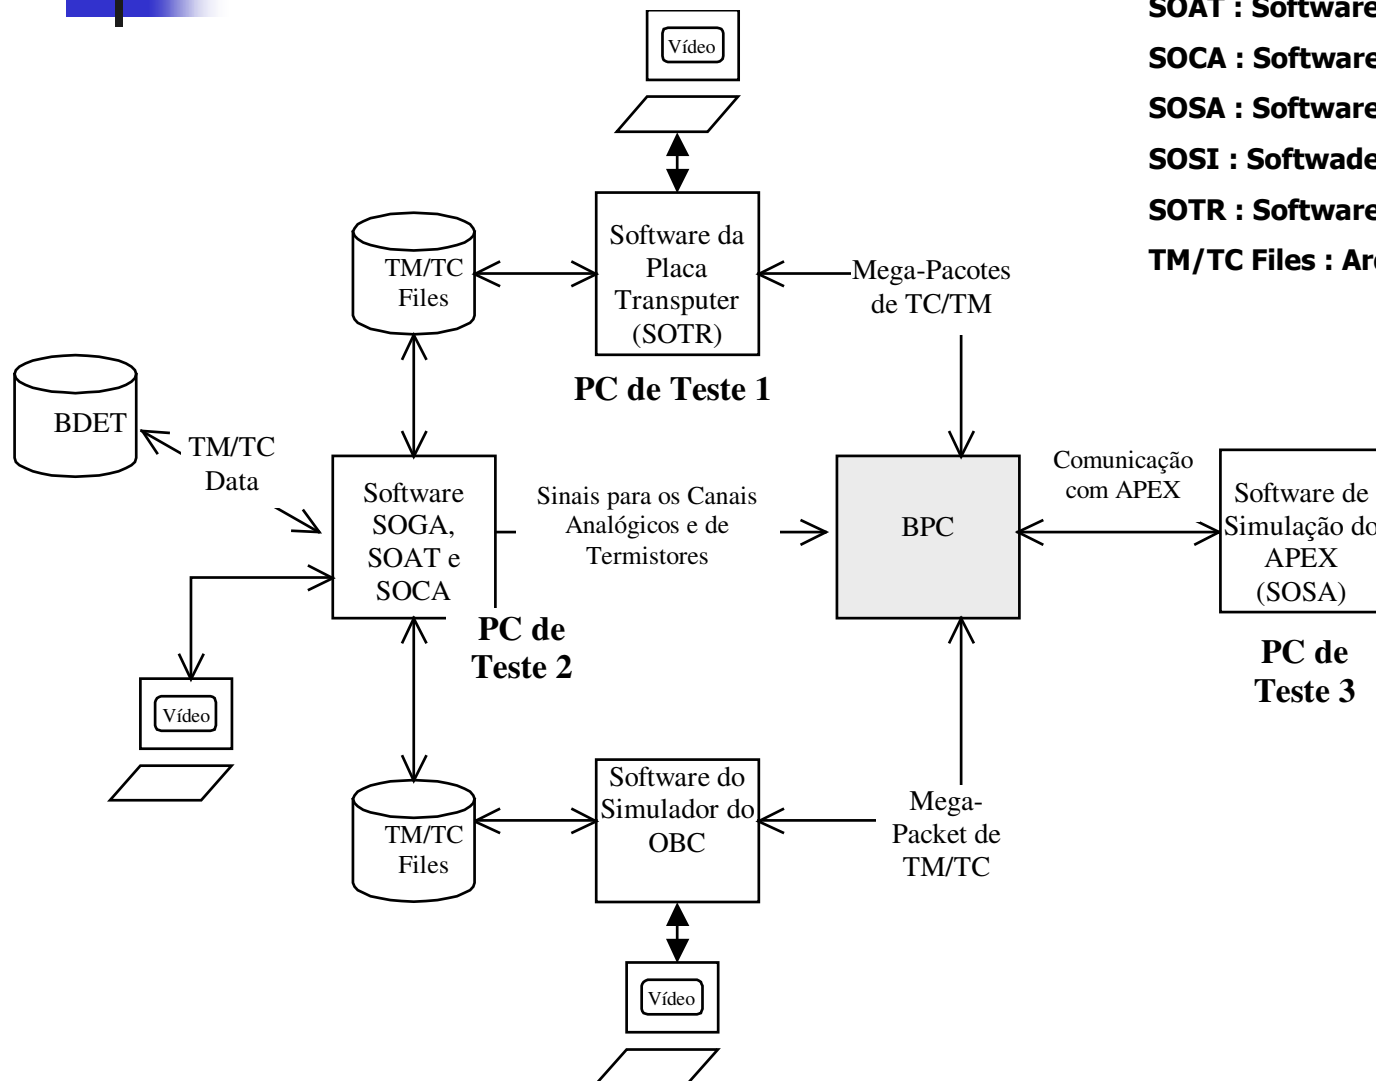 SOAT : Software
SOCA : Software
SOSA : Software
SOSI : Softwade
SOTR : Software
TM/TC Files :
Vídeo
Software da
Placa
Transputer
(SOTR)
PC de Teste 1
TM/TC
Files
Mega-Pacotes
de TC/TM
BDET
TM/TC
Data
Software
SOGA,
SOAT e
SOCA
PC de
Teste 2
Sinais para os Canais
Analógicos e de
Termistores
BPC
Comunicação
com APEX
Software de
Simulação do
APEX
(SOSA)
PC de
Teste 3
Vídeo
TM/TC
Files
Software do
Simulador do
OBC
Mega-
Packet de
TM/TC
Vídeo